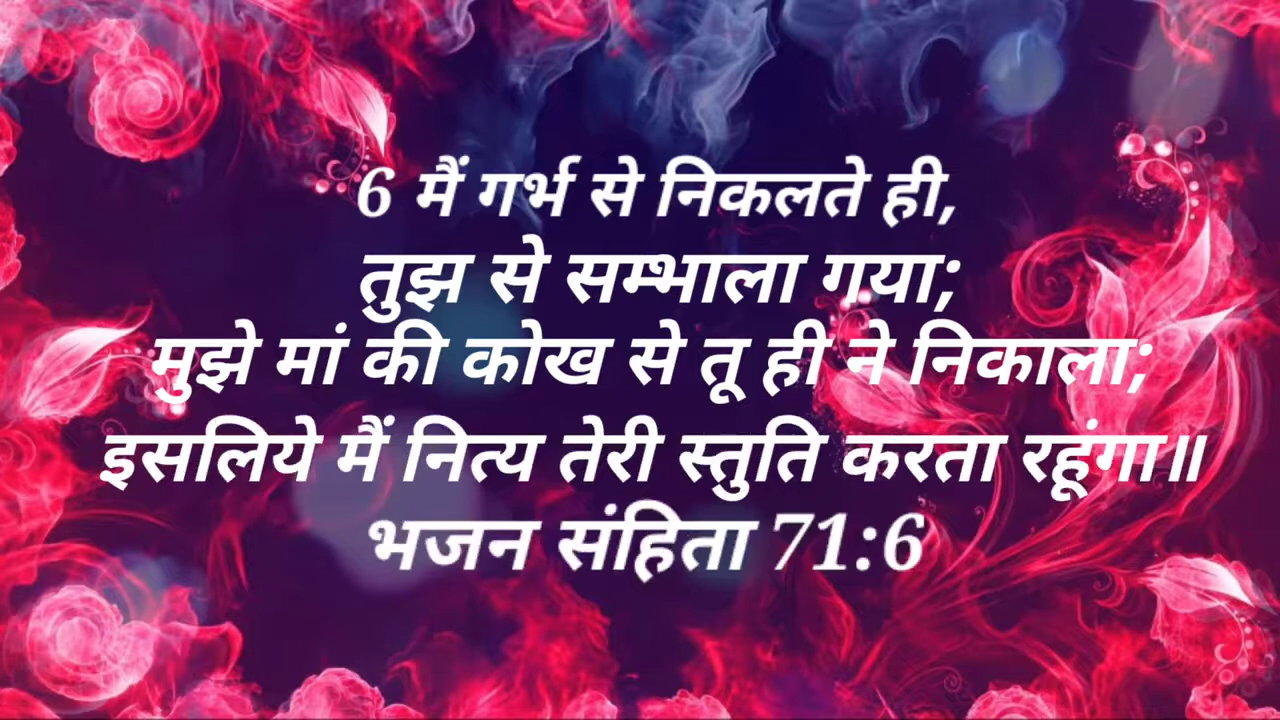 6 मैं गर्भ से निकलते ही,
तुझ से सम्भाला गया;
मुझे मां की कोख से तू ही ने निकाला;
इसलिये मैं नित्य तेरी स्तुति करता रहूंगा॥
भजन संहिता 71:6